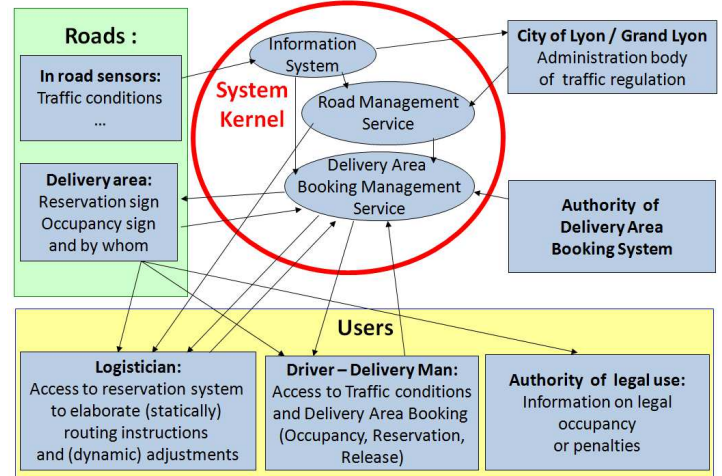 Roads :
In road sensors:
Traffic conditions
...
Delivery area:
Reservation sign
Occupancy sign
and by whom
System
Kernel
Information
System
Road Management
Service
Delivery Area
Booking Management
Service
City of Lyon / Grand Lyon
Administration body
of traffic regulation
Authority of
Delivery Area
Booking System
Users
Logistician:
Access to reservation system
to elaborate (statically)
routing instructions
and (dynamic) adjustments
Driver – Delivery Man:
Access to Traffic conditions
and Delivery Area Booking
(Occupancy, Reservation,
Release)
Authority of legal use:
Information on legal
occupancy
or penalties